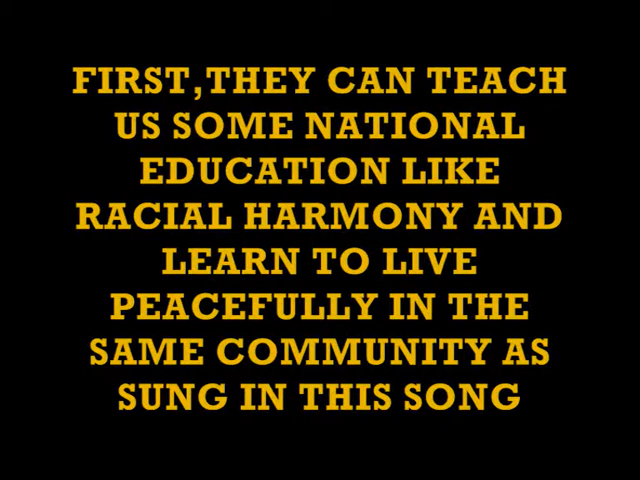 FIRST,THEY CAN TEACH
US SOME NATIONAL
EDUCATION LIKE
RACIAL HARMONY AND
LEARN TO LIVE
PEACEFULLY IN THE
SAME COMMUNITY AS
SUNG IN THIS SONG